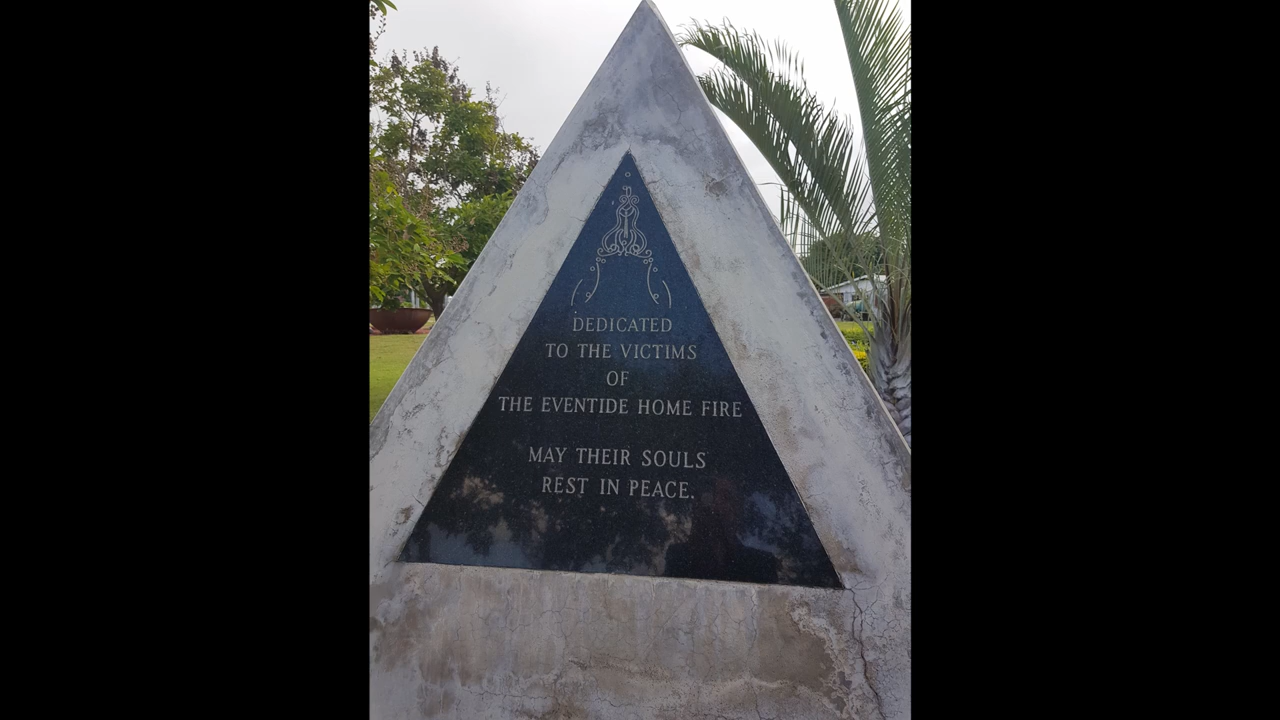 DEDICATED
TO THE VICTIMS
OF
THE EVENTIDE HOME FIRE
MAY THEIR SOULS
REST IN PEACE.